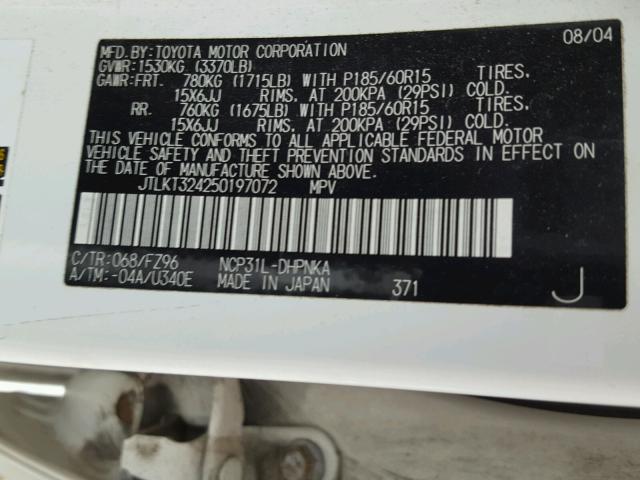 MFD. BY: TOYOTA MOTOR CORPORATION 08/04
GVWR: 1530KG (3370LB)
GAWR: FRT. 780KG (1715LB) WITH P185/60R15 TIRES,
15X6JJ RIMS, AT 200KPA (29PSI) COLD.
RR. 760KG (1675LB) WITH P185/60R15 TIRES,
15X6JJ RIMS, AT 200KPA (29PSI) COLD.
THIS VEHICLE CONFORMS TO ALL APPLICABLE FEDERAL MOTOR
VEHICLE SAFETY AND THEFT PREVENTION STANDARDS IN EFFECT ON
THE DATE OF MANUFACTURE SHOWN ABOVE.
JTLKT324250197072 MPV
C/TR: 068/FZ96 NCP31L-DHPNKA
A/TM: -04A/U340E MADE IN JAPAN 371 J